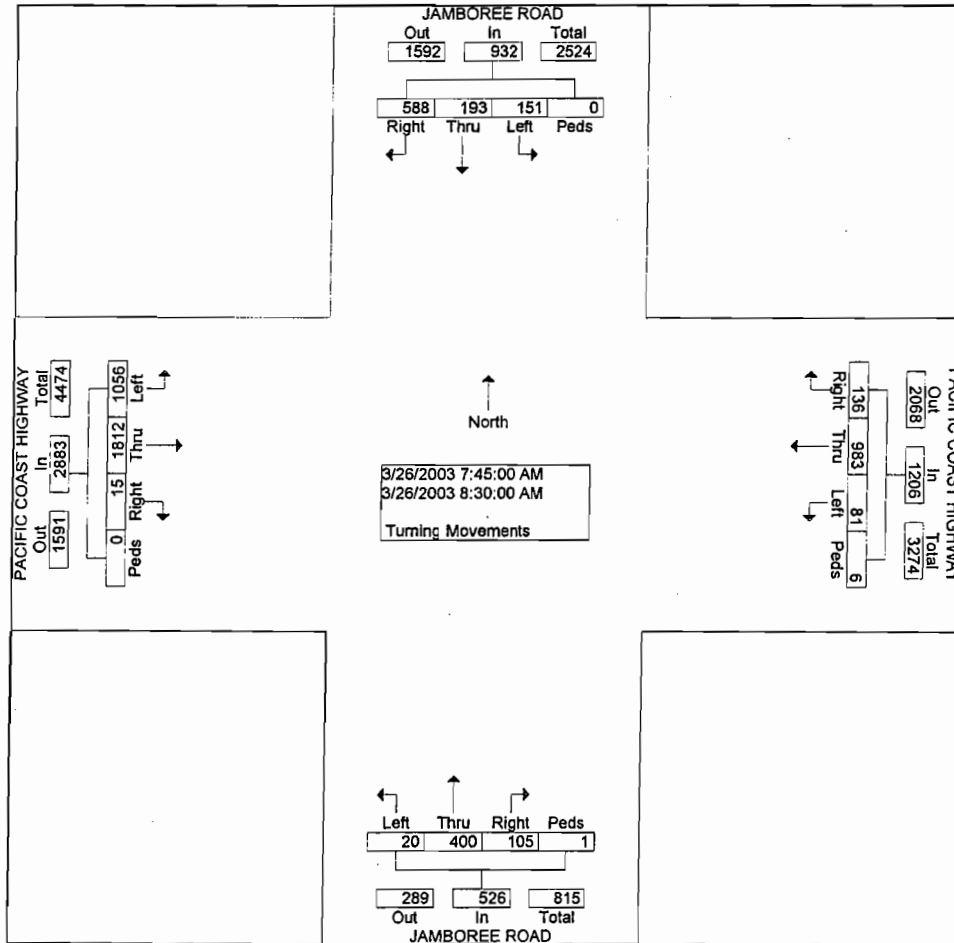 JAMBOREE ROAD
Out In Total
1592 932 2524
588 193 151 0
Right Thru Left Peds
PACIFIC COAST HIGHWAY
Total In Out
4474 2883 1591
1056 1812 15 0
Left Thru Right Peds
North
3/26/2003 7:45:00 AM
3/26/2003 8:30:00 AM
Turning Movements
Right Thru Left Peds
136 983 81 6
2068 1206 3274
Out In Total
PACIFIC COAST HIGHWAY
Left Thru Right Peds
20 400 105 1
289 526 815
Out In Total
JAMBOREE ROAD